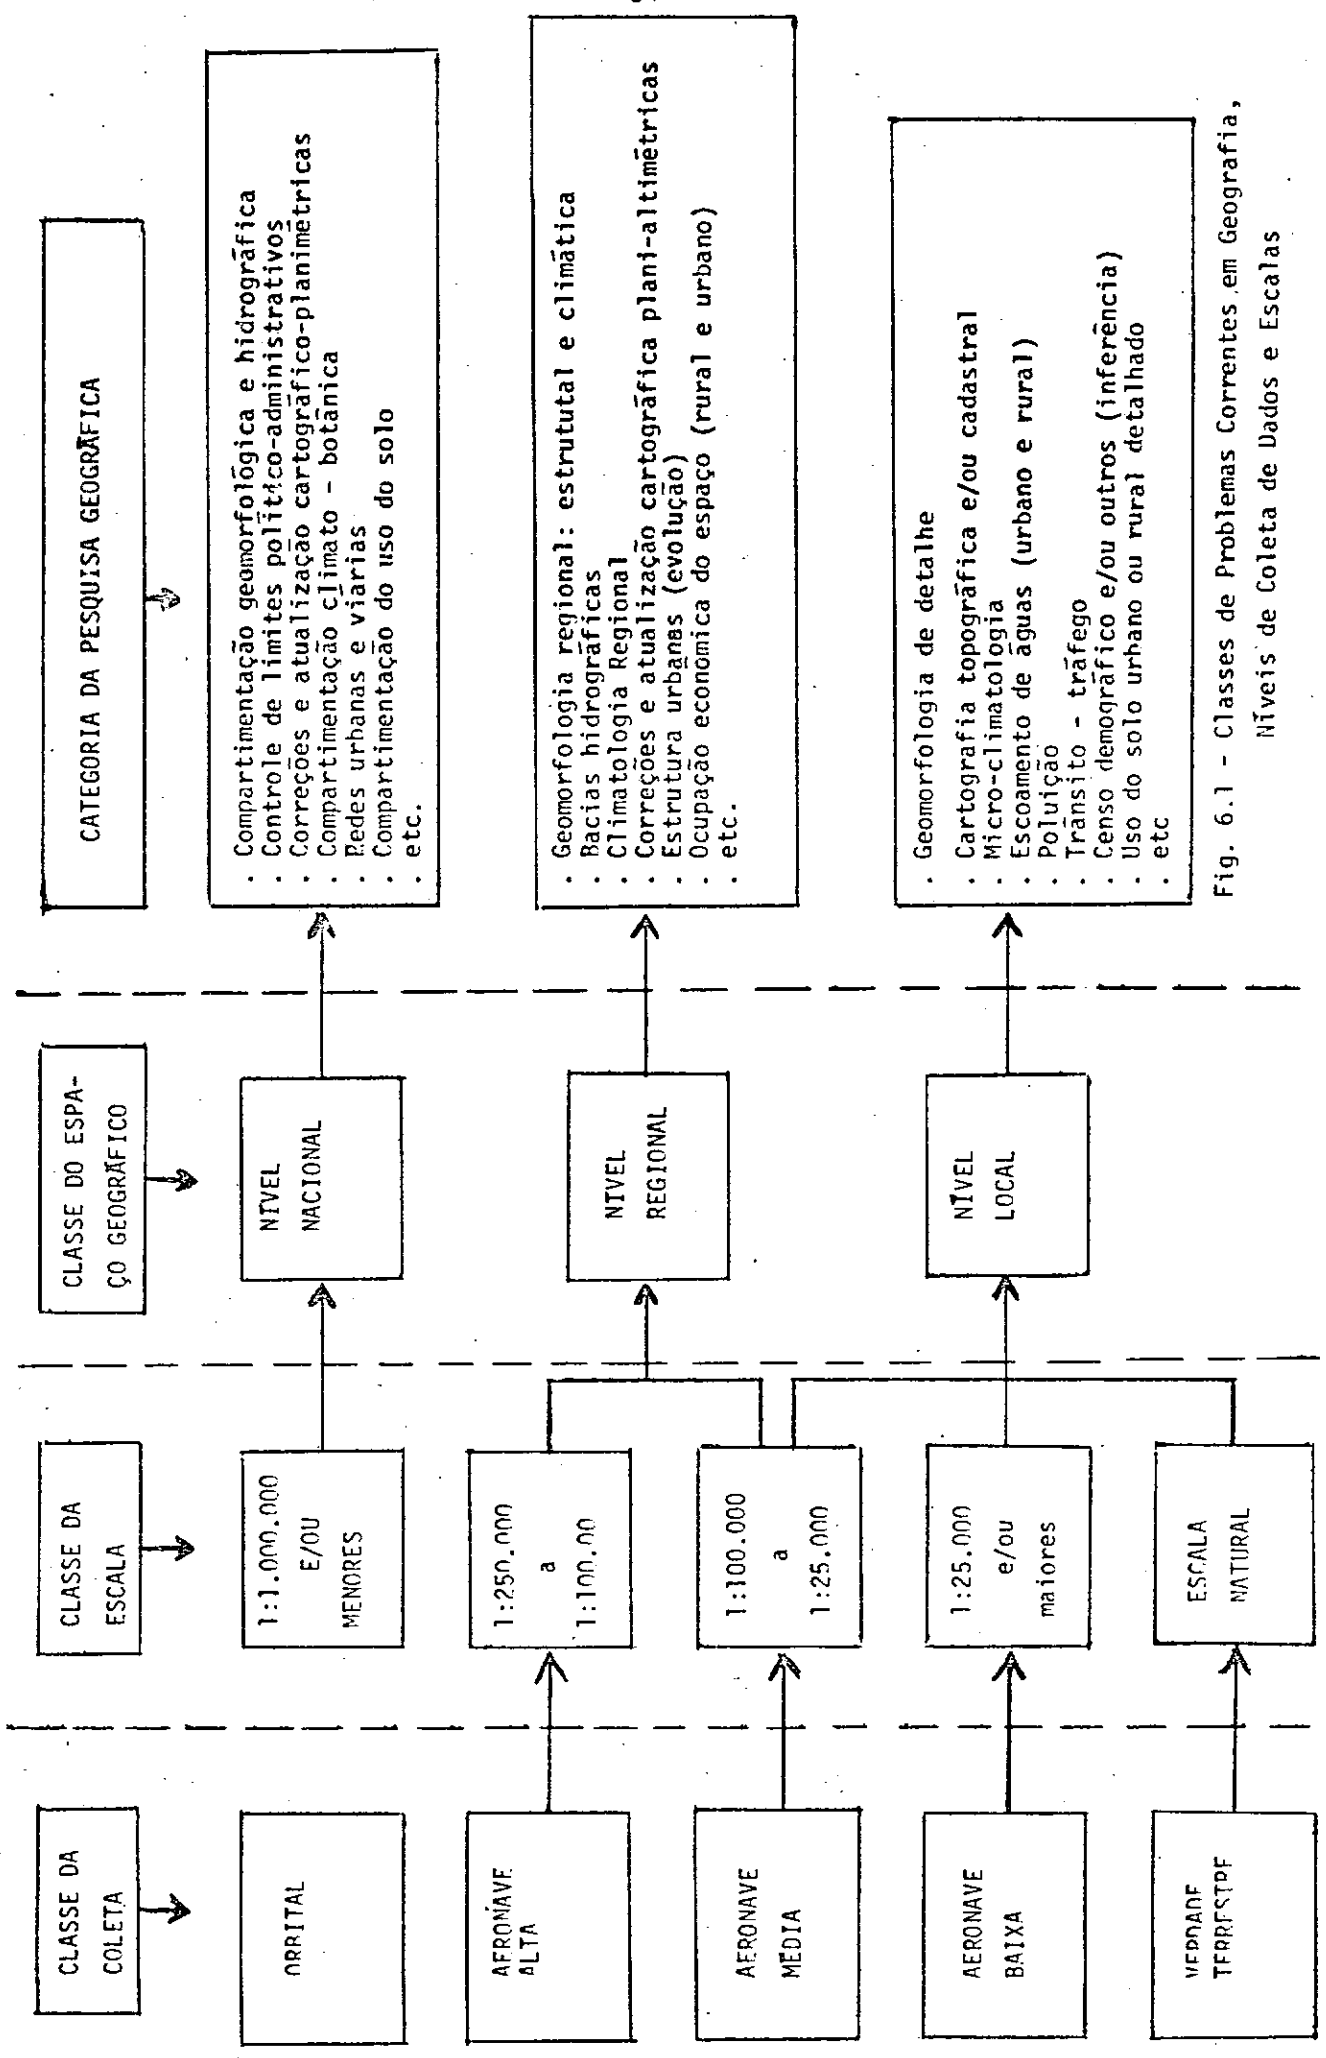 CLASSE DA
COLETA
CLASSE DA
ESCALA
CLASSE DO ESPA-
ÇO GEOGRÁFICO
CATEGORIA DA PESQUISA GEOGRÁFICA
ORBITAL
1:1.000.000
E/OU
MENORES
NÍVEL
NACIONAL
. Compartimentação geomorfológica e hidrográfica
. Controle de limites político-administrativos
. Correções e atualização cartográfico-planimétricas
. Compartimentação climato - botânica
. Redes urbanas e viarias
. Compartimentação do uso do solo
. etc.
AERONAVE
ALTA
1:250.000
a
1:100.00
AERONAVE
MÉDIA
1:100.000
a
1:25.000
NIVEL
REGIONAL
. Geomorfologia regional: estrututal e climática
. Bacias hidrográficas
. Climatologia Regional
. Correções e atualização cartográfica plani-altimétricas
. Estrutura urbanas (evolução)
. Ocupação econômica do espaço (rural e urbano)
. etc.
AERONAVE
BAIXA
1:25.000
e/ou
maiores
VERDADE
TERRESTRE
ESCALA
NATURAL
NÍVEL
LOCAL
. Geomorfologia de detalhe
. Cartografia topográfica e/ou cadastral
. Micro-climatologia
. Escoamento de águas (urbano e rural)
. Poluição
. Trânsito - tráfego
. Censo demográfico e/ou outros (inferência)
. Uso do solo urbano ou rural detalhado
. etc
Fig. 6.1 - Classes de Problemas Correntes em Geografia,
Níveis de Coleta de Dados e Escalas